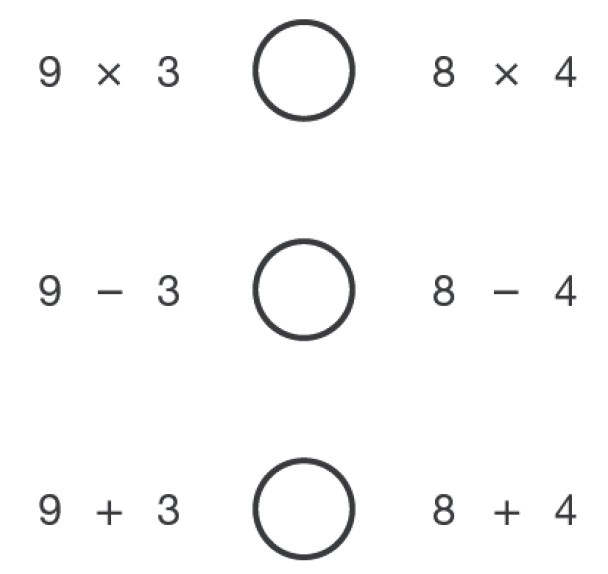 9 × 3 ◯ 8 × 4
9 − 3 ◯ 8 − 4
9 + 3 ◯ 8 + 4